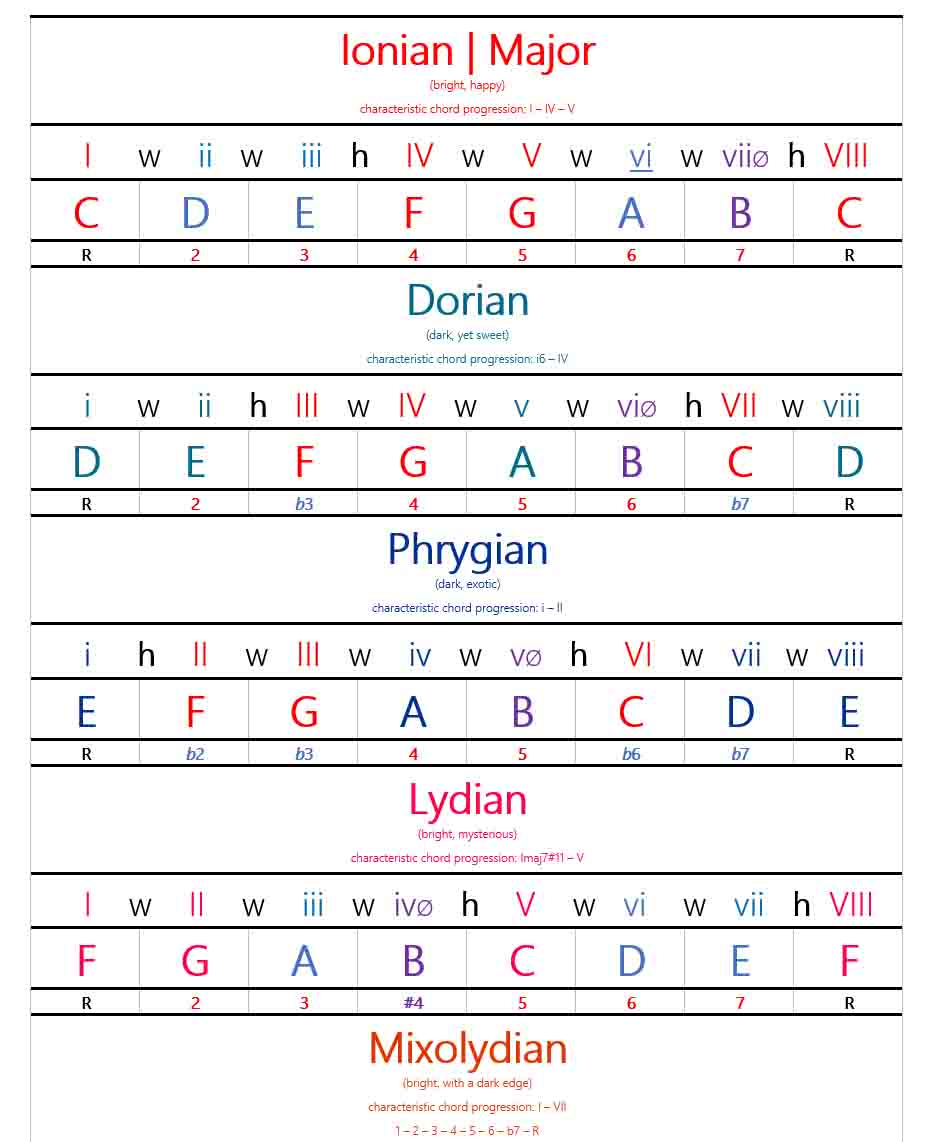 Ionian | Major
(bright, happy)
characteristic chord progression: I – IV – V
I w ii w iii h IV w V w vi w viiø h VIII
C D E F G A B C
R 2 3 4 5 6 7 R
Dorian
(dark, yet sweet)
characteristic chord progression: i6 – IV
i w ii h III w IV w v w viø h VII w viii
D E F G A B C D
R 2 b3 4 5 6 b7 R
Phrygian
(dark, exotic)
characteristic chord progression: i – II
i h II w III w iv w vø h VI w vii w viii
E F G A B C D E
R b2 b3 4 5 b6 b7 R
Lydian
(bright, mysterious)
characteristic chord progression: Imaj7#11 – V
I w II w iii w ivø h V w vi w vii h VIII
F G A B C D E F
R 2 3 #4 5 6 7 R
Mixolydian
(bright, with a dark edge)
characteristic chord progression: I – VII
1 – 2 – 3 – 4 – 5 – 6 – b7 – R